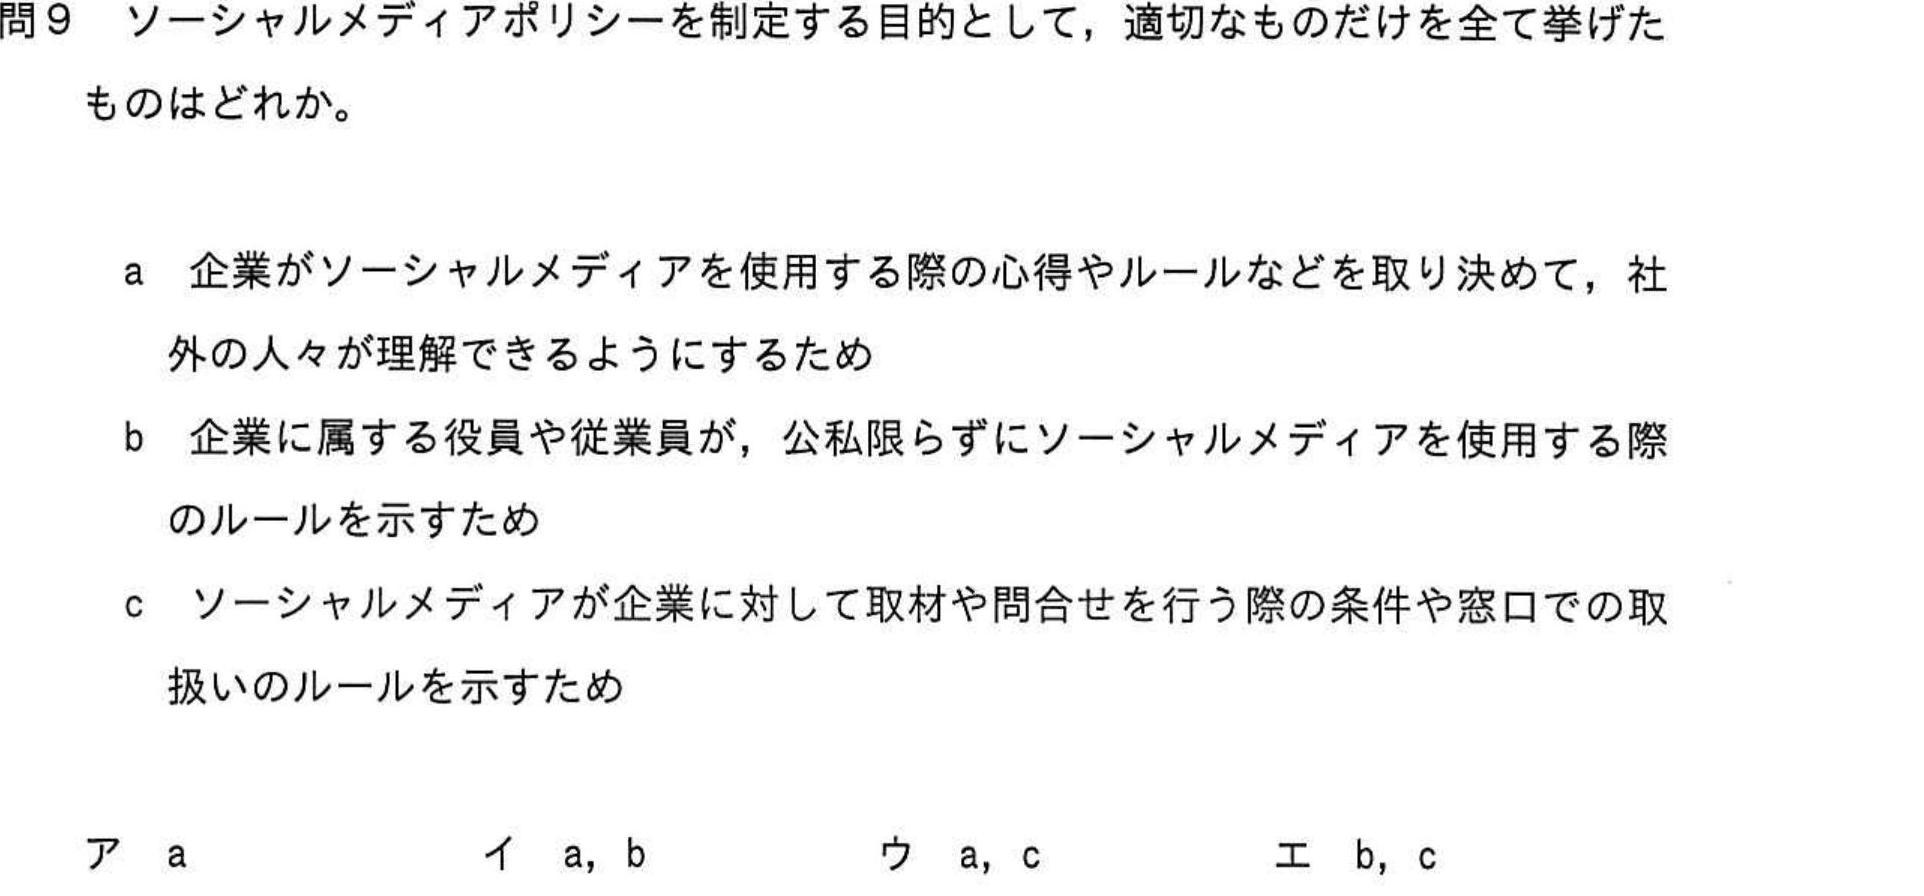 問９　ソーシャルメディアポリシーを制定する目的として，適切なものだけを全て挙げた
ものはどれか。
a　企業がソーシャルメディアを使用する際の心得やルールなどを取り決めて，社
外の人々が理解できるようにするため
b　企業に属する役員や従業員が，公私限らずにソーシャルメディアを使用する際
のルールを示すため
c　ソーシャルメディアが企業に対して取材や問合せを行う際の条件や窓口での取
扱いのルールを示すため
ア　a　イ　a，b　ウ　a，c　エ　b，c